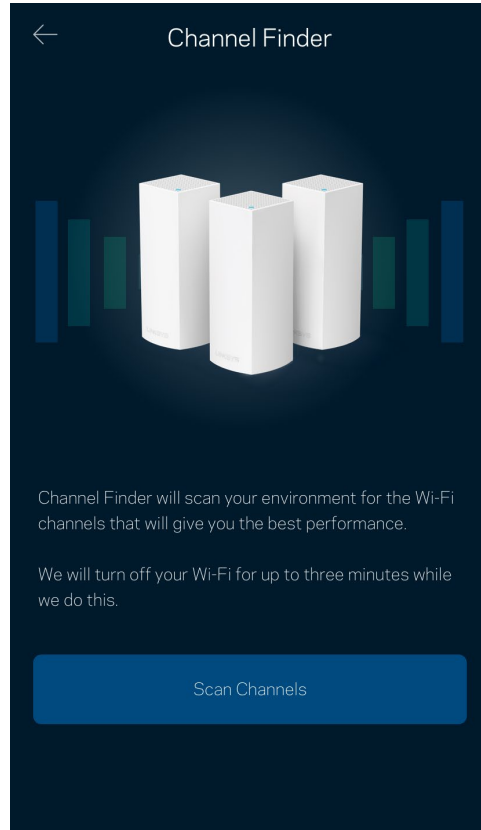 Channel Finder
Channel Finder will scan your environment for the Wi-Fi
channels that will give you the best performance.
We will turn off your Wi-Fi for up to three minutes while
we do this.
Scan Channels